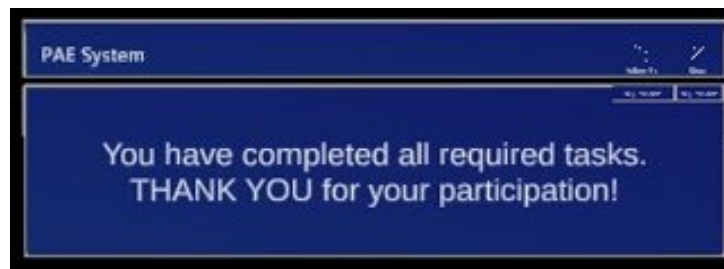 PAE System
You have completed all required tasks.
THANK YOU for your participation!